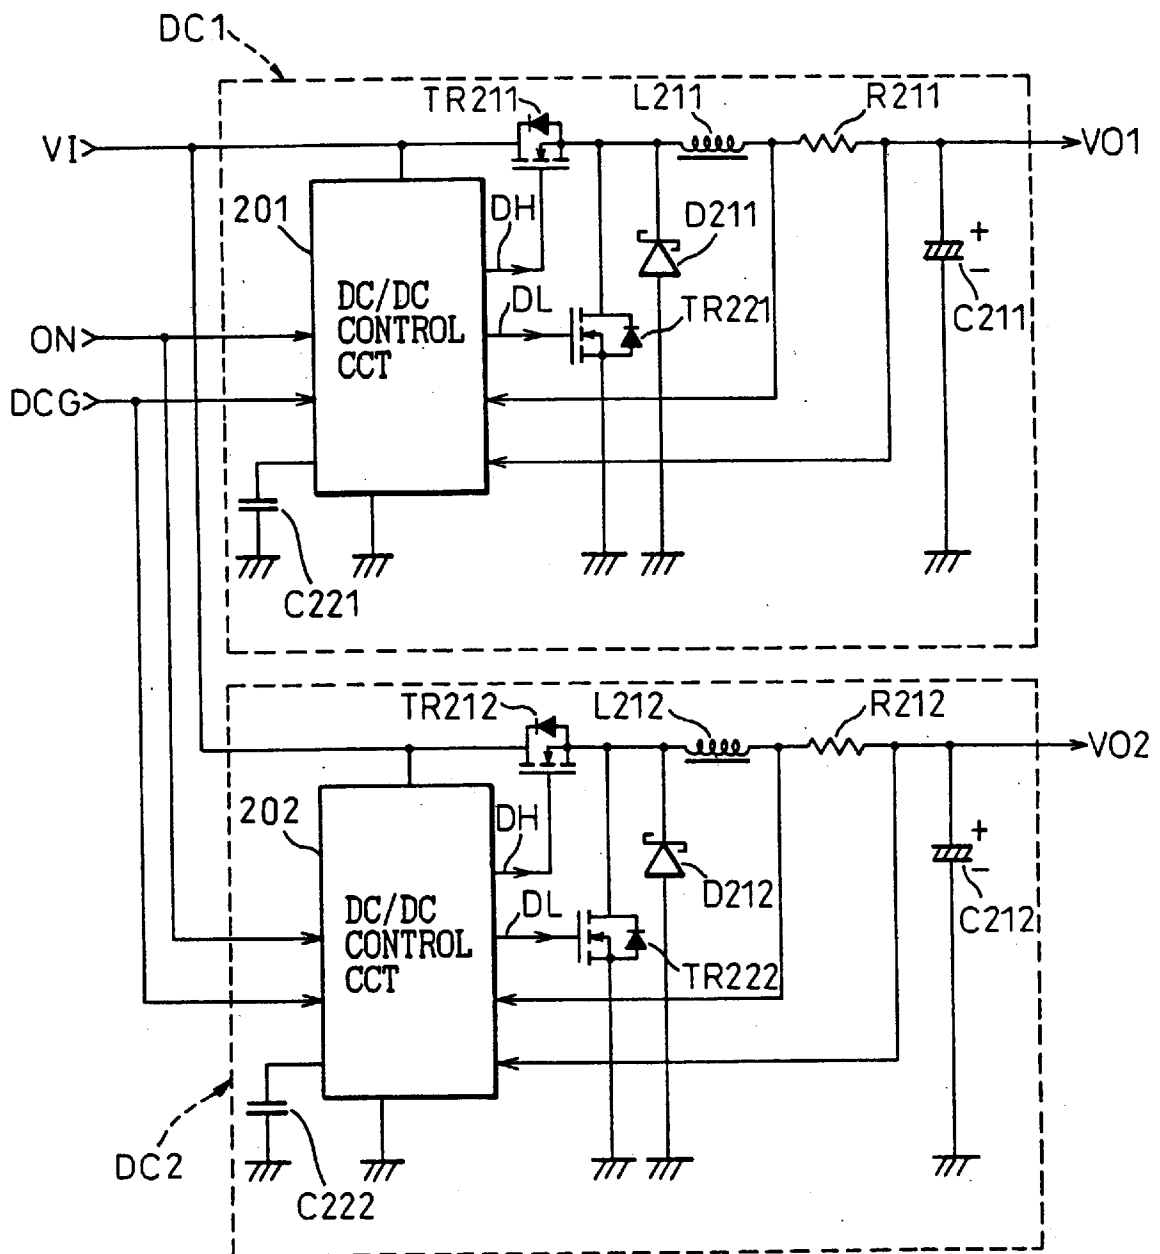 DC1
TR211
L211
R211
VI
VO1
201
DH
D211
DC/DC
CONTROL
CCT
DL
TR221
+
-
C211
ON
DCG
C221
TR212
L212
R212
VO2
202
DH
D212
DC/DC
CONTROL
CCT
DL
TR222
+
-
C212
DC2
C222